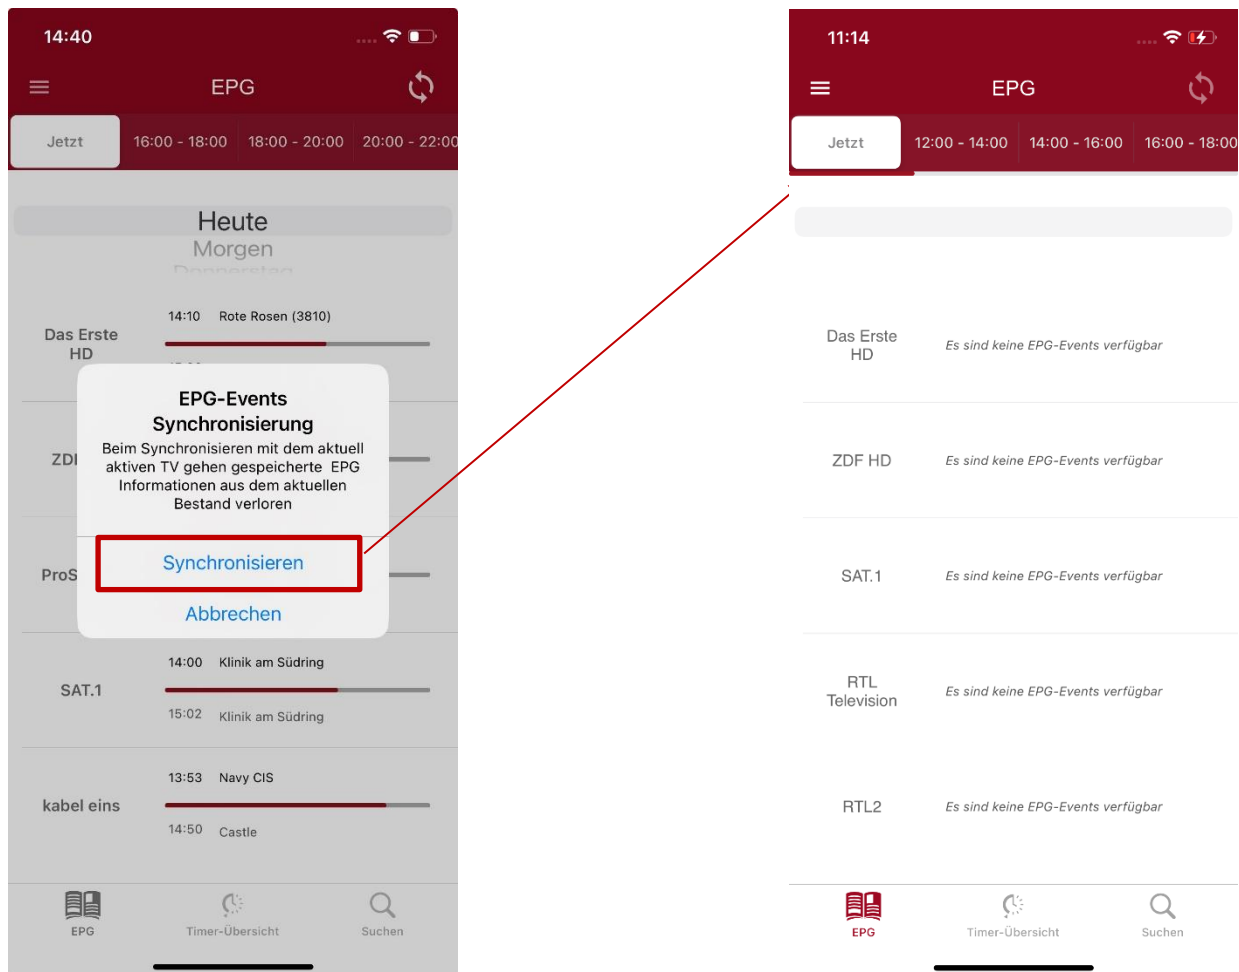 14:40
EPG
Jetzt 16:00 - 18:00 18:00 - 20:00 20:00 - 22:00
Heute
Morgen
Donnerstag
14:10 Rote Rosen (3810)
Das Erste
HD
EPG-Events
Synchronisierung
Beim Synchronisieren mit dem aktuell
aktiven TV gehen gespeicherte EPG
Informationen aus dem aktuellen
Bestand verloren
Synchronisieren
Abbrechen
ZDF
ProS
14:00 Klinik am Südring
SAT.1
15:02 Klinik am Südring
13:53 Navy CIS
kabel eins
14:50 Castle
EPG Timer-Übersicht Suchen
11:14
EPG
Jetzt 12:00 - 14:00 14:00 - 16:00 16:00 - 18:00
Das Erste
HD
Es sind keine EPG-Events verfügbar
ZDF HD Es sind keine EPG-Events verfügbar
SAT.1 Es sind keine EPG-Events verfügbar
RTL
Television
Es sind keine EPG-Events verfügbar
RTL2 Es sind keine EPG-Events verfügbar
EPG Timer-Übersicht Suchen